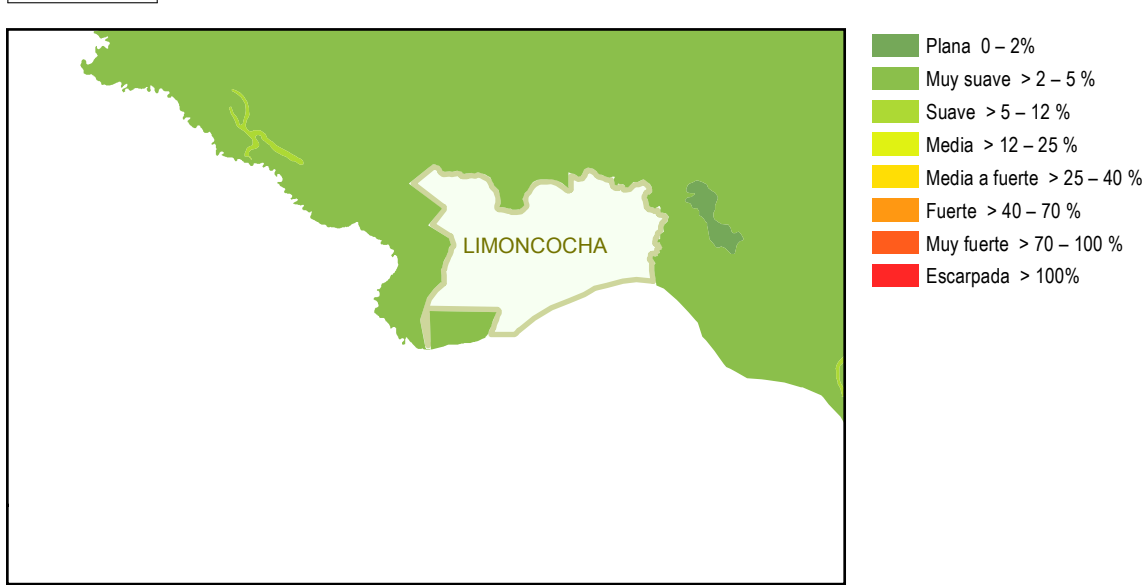 Plana 0 – 2%
Muy suave > 2 – 5 %
Suave > 5 – 12 %
Media > 12 – 25 %
Media a fuerte > 25 – 40 %
Fuerte > 40 – 70 %
Muy fuerte > 70 – 100 %
Escarpada > 100%
LIMONCOCHA